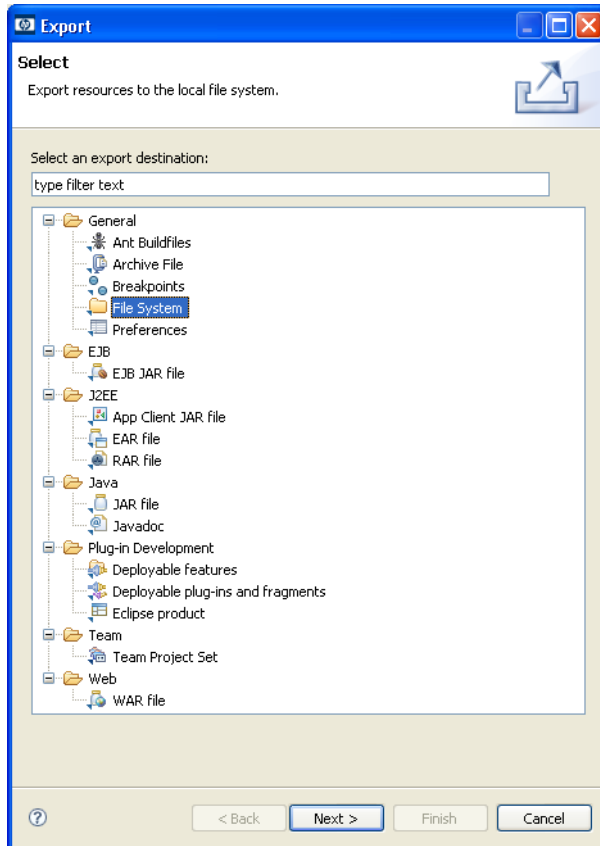 Export
Select
Export resources to the local file system.
Select an export destination:
type filter text
General
Ant Buildfiles
Archive File
Breakpoints
File System
Preferences
EJB
EJB JAR file
J2EE
App Client JAR file
EAR file
RAR file
Java
JAR file
Javadoc
Plug-in Development
Deployable features
Deployable plug-ins and fragments
Eclipse product
Team
Team Project Set
Web
WAR file
? < Back Next > Finish Cancel